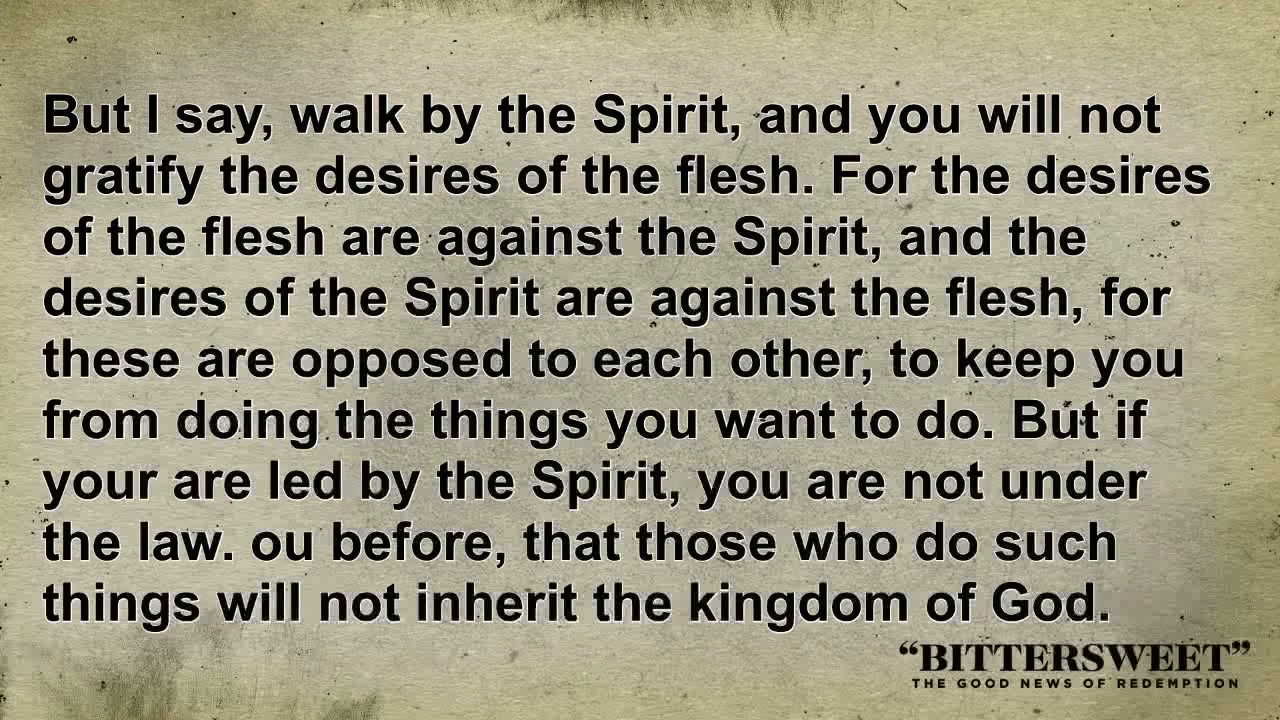 But I say, walk by the Spirit, and you will not
gratify the desires of the flesh. For the desires
of the flesh are against the Spirit, and the
desires of the Spirit are against the flesh, for
these are opposed to each other, to keep you
from doing the things you want to do. But if
your are led by the Spirit, you are not under
the law. ou before, that those who do such
things will not inherit the kingdom of God.
“BITTERSWEET”
THE GOOD NEWS OF REDEMPTION